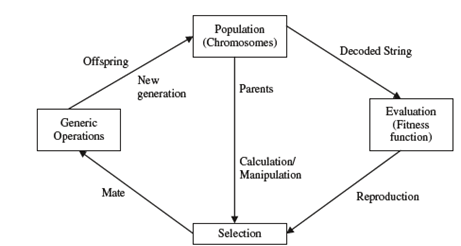 Population
(Chromosomes)
Decoded String
Offspring
New
generation
Parents
Generic
Operations
Evaluation
(Fitness
function)
Calculation/
Manipulation
Mate
Reproduction
Selection